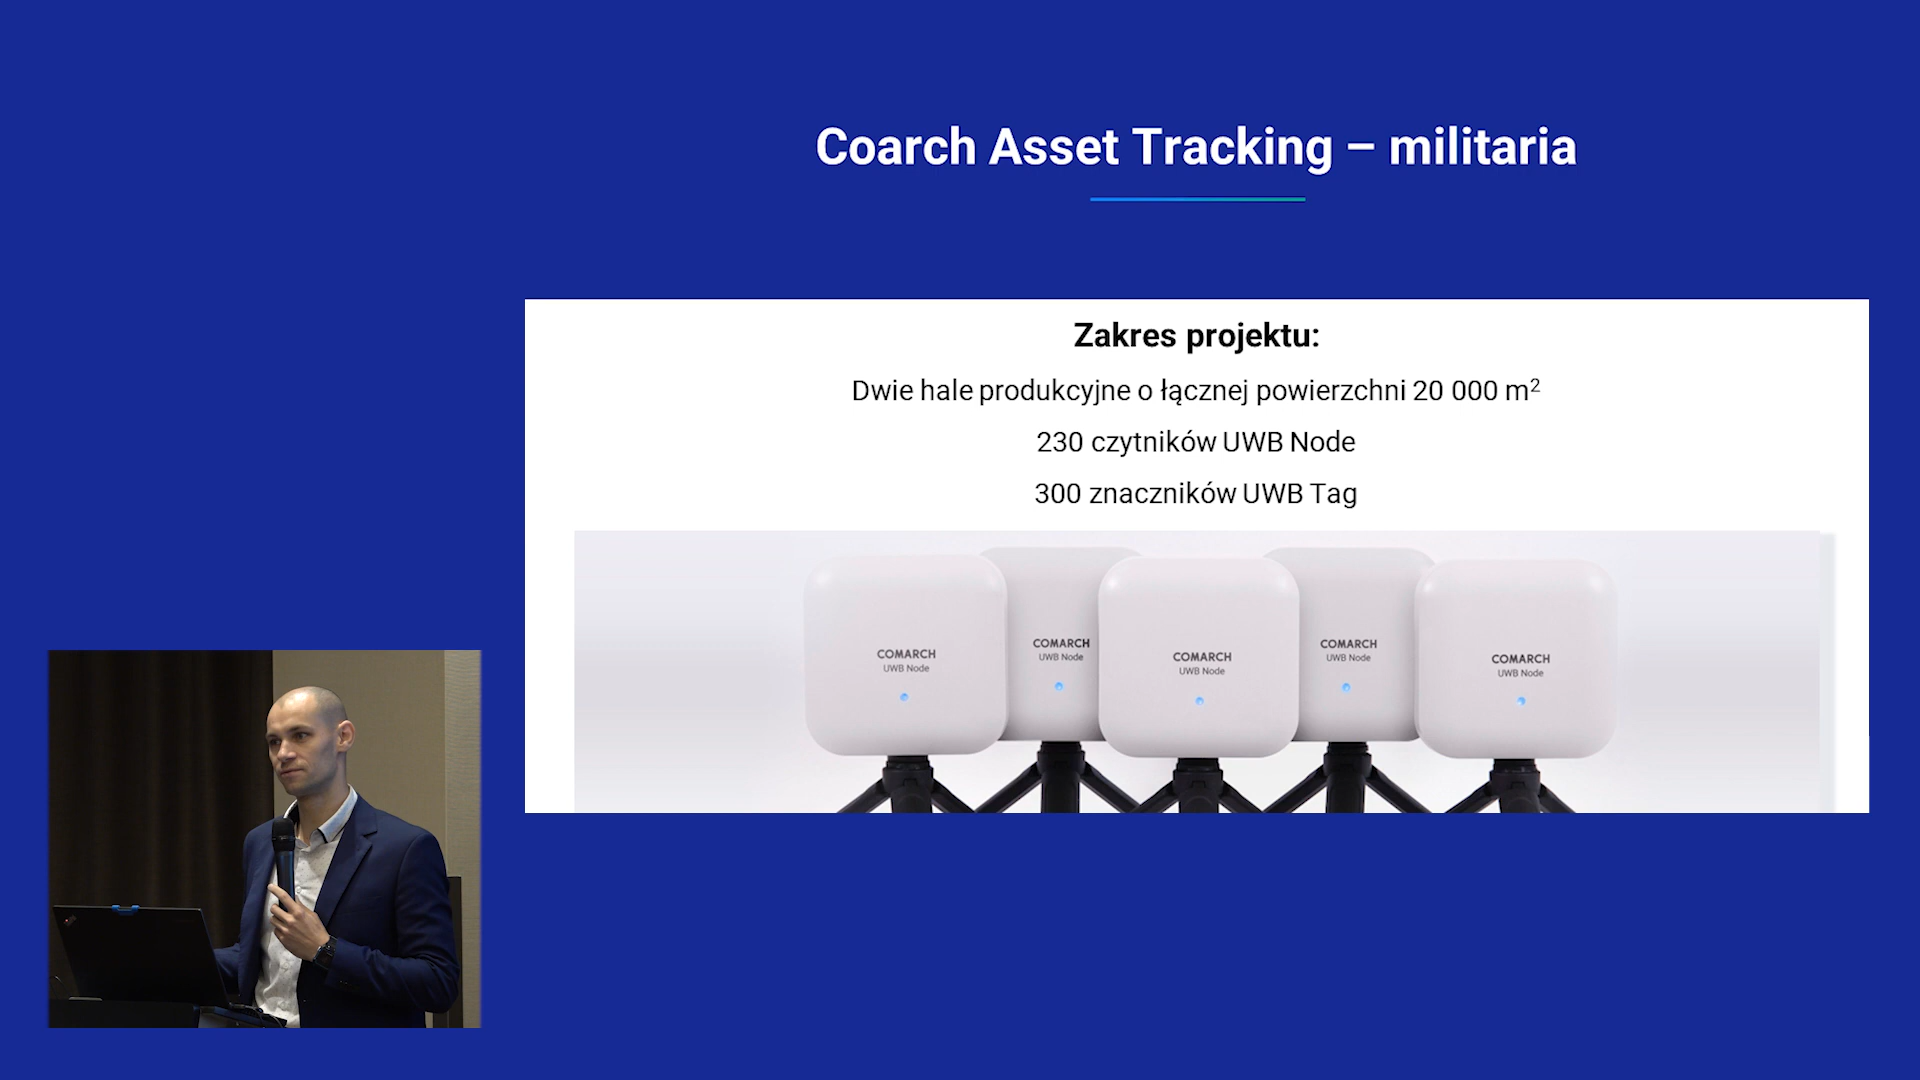 Coarch Asset Tracking – militaria
Zakres projektu:
Dwie hale produkcyjne o łącznej powierzchni 20 000 m²
230 czytników UWB Node
300 znaczników UWB Tag
COMARCH
UWB Node
COMARCH
UWB Node
COMARCH
UWB Node
COMARCH
UWB Node
COMARCH
UWB Node